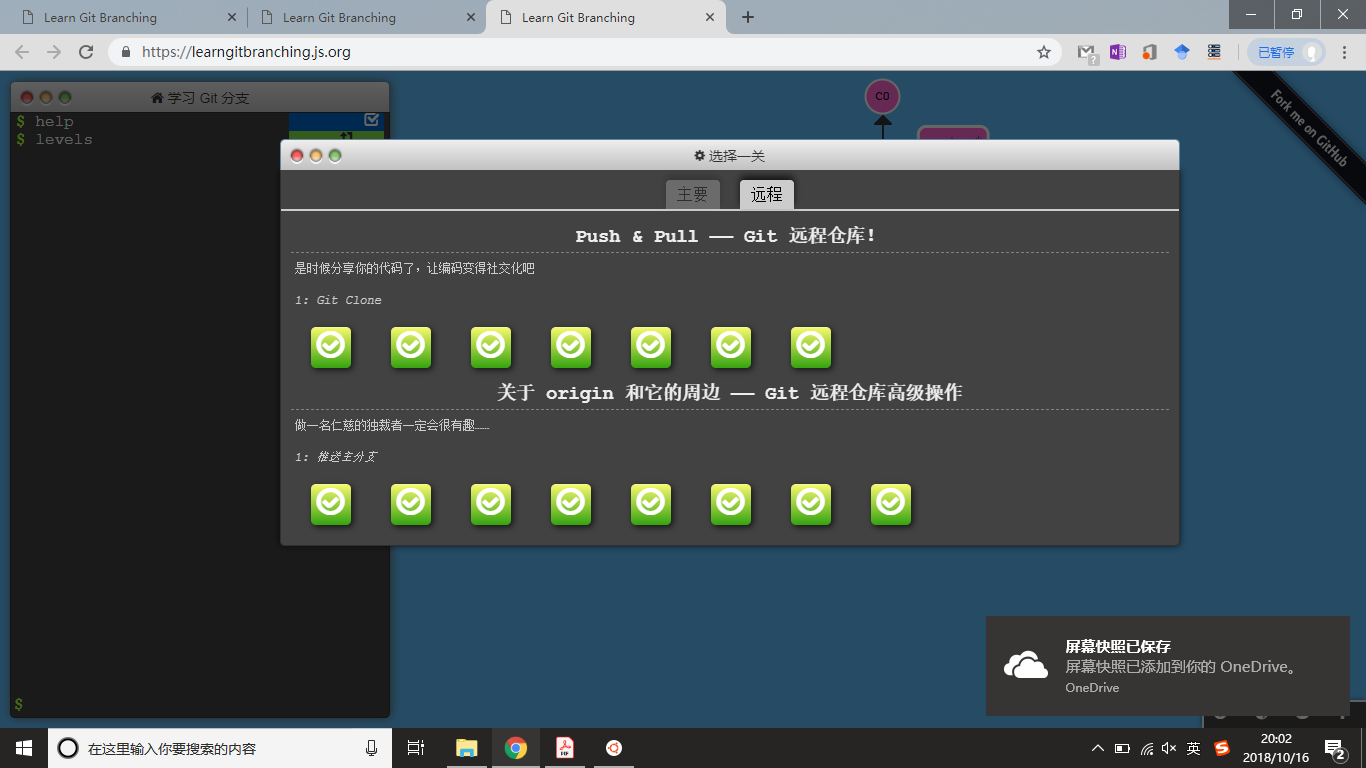 Learn Git Branching
Learn Git Branching
Learn Git Branching
https://learngitbranching.js.org
已暂停
学习 Git 分支
$ help
$ levels
C0
Fork me on GitHub
选择一关
主要
远程
Push & Pull —— Git 远程仓库！
是时候分享你的代码了，让编码变得社交化吧
1: Git Clone
关于 origin 和它的周边 —— Git 远程仓库高级操作
做一名仁慈的独裁者一定会很有趣……
1: 推送主分支
$
屏幕快照已保存
屏幕快照已添加到你的 OneDrive。
OneDrive
在这里输入你要搜索的内容
英
20:02
2018/10/16
2